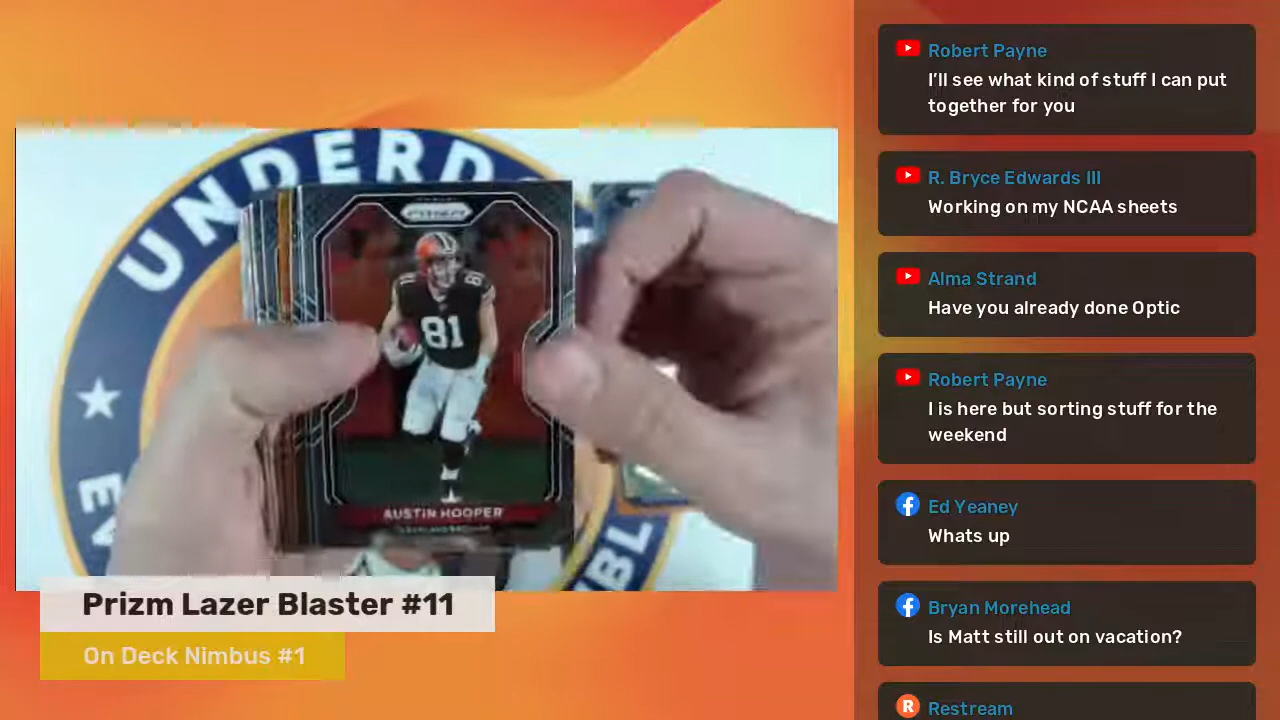 UNDERD
PRIZM
81
81
AUSTIN HOOPER
Prizm Lazer Blaster #11
On Deck Nimbus #1
Robert Payne
I'll see what kind of stuff I can put
together for you
R. Bryce Edwards III
Working on my NCAA sheets
Alma Strand
Have you already done Optic
Robert Payne
I is here but sorting stuff for the
weekend
Ed Yeaney
Whats up
Bryan Morehead
Is Matt still out on vacation?
Restream